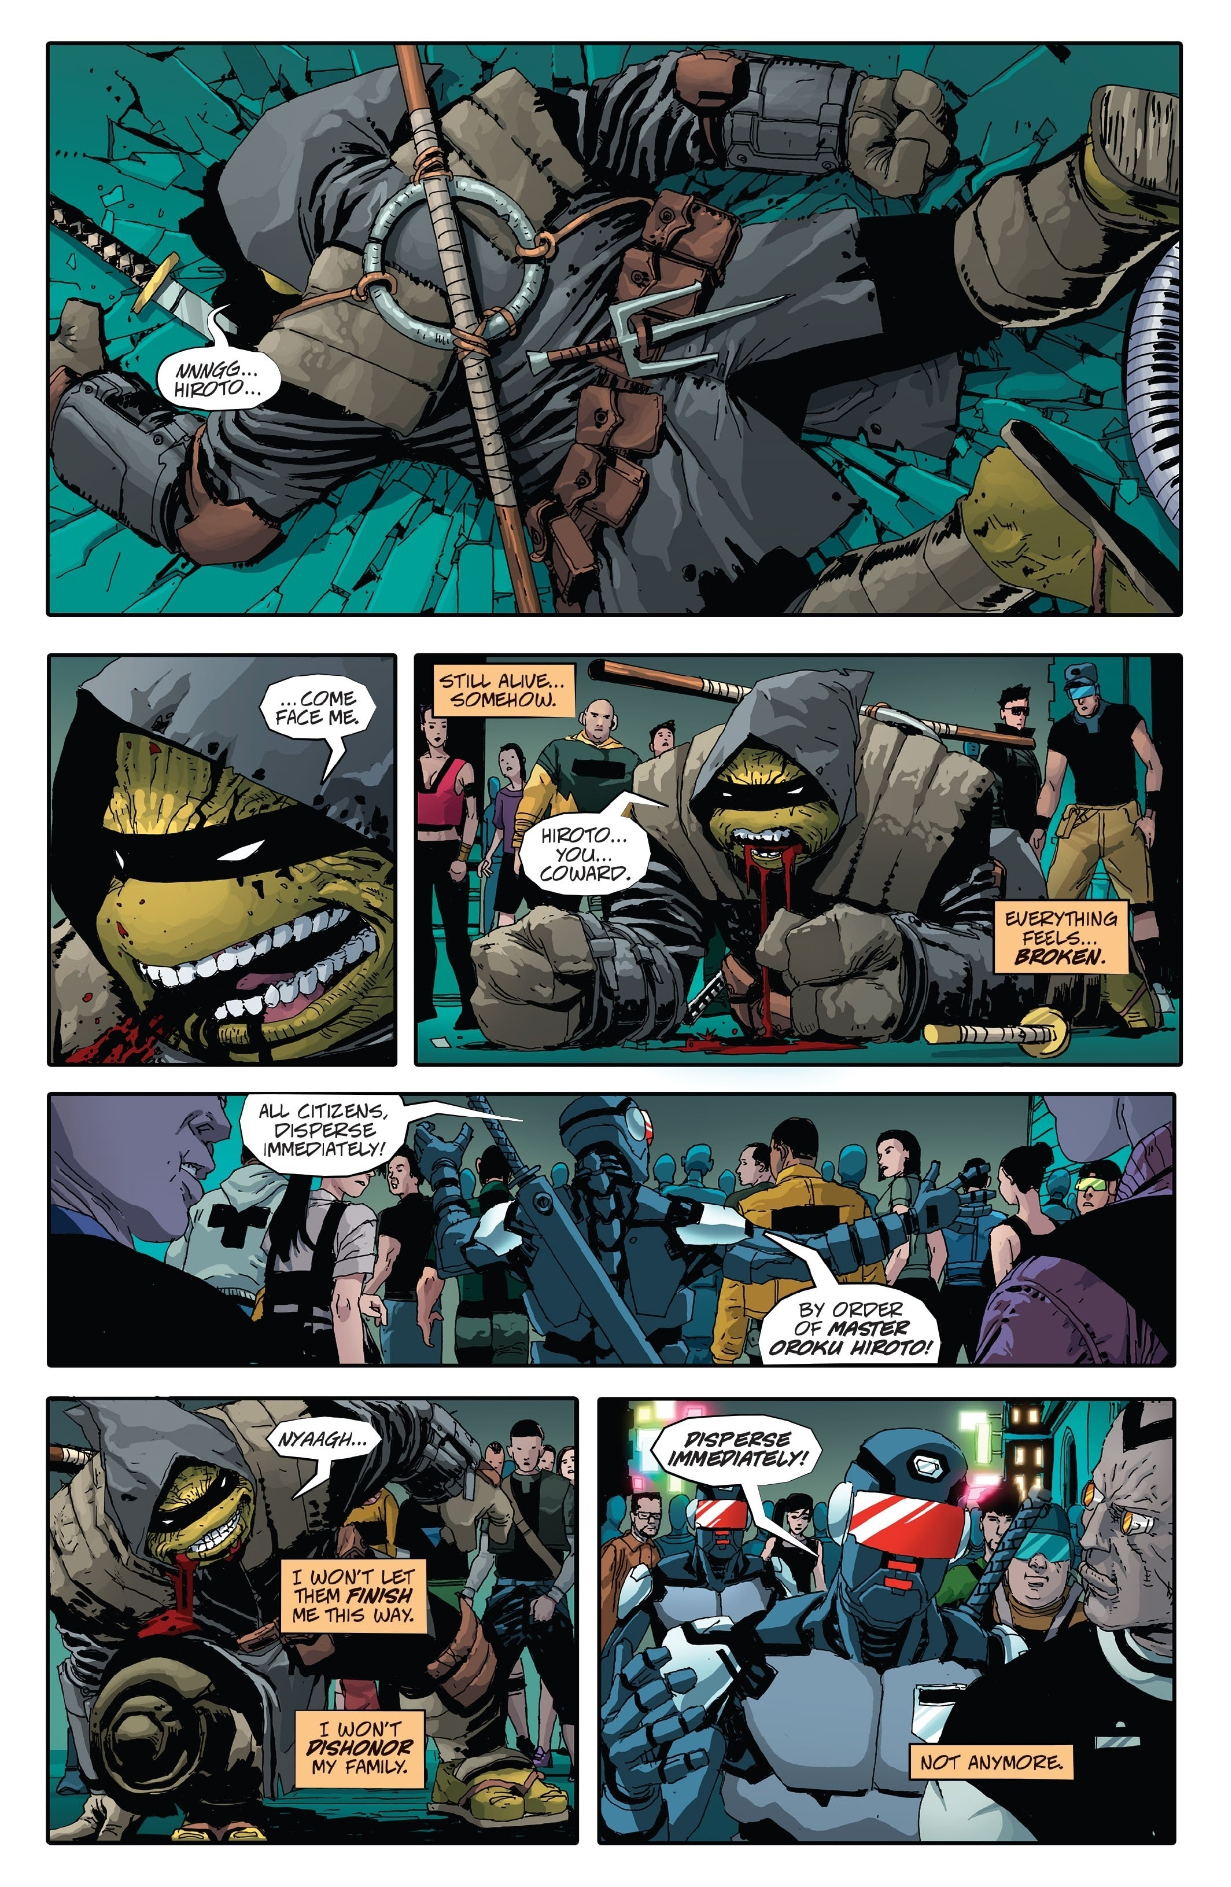 NNNGG...
HIROTO...
...COME
FACE ME.
STILL ALIVE...
SOMEHOW.
HIROTO...
YOU...
COWARD.
EVERYTHING
FEELS...
BROKEN.
ALL CITIZENS,
DISPERSE
IMMEDIATELY!
BY ORDER
OF MASTER
OROKU HIROTO!
NYAAGH...
I WON'T LET
THEM FINISH
ME THIS WAY.
I WON'T
DISHONOR
MY FAMILY.
DISPERSE
IMMEDIATELY!
NOT ANYMORE.